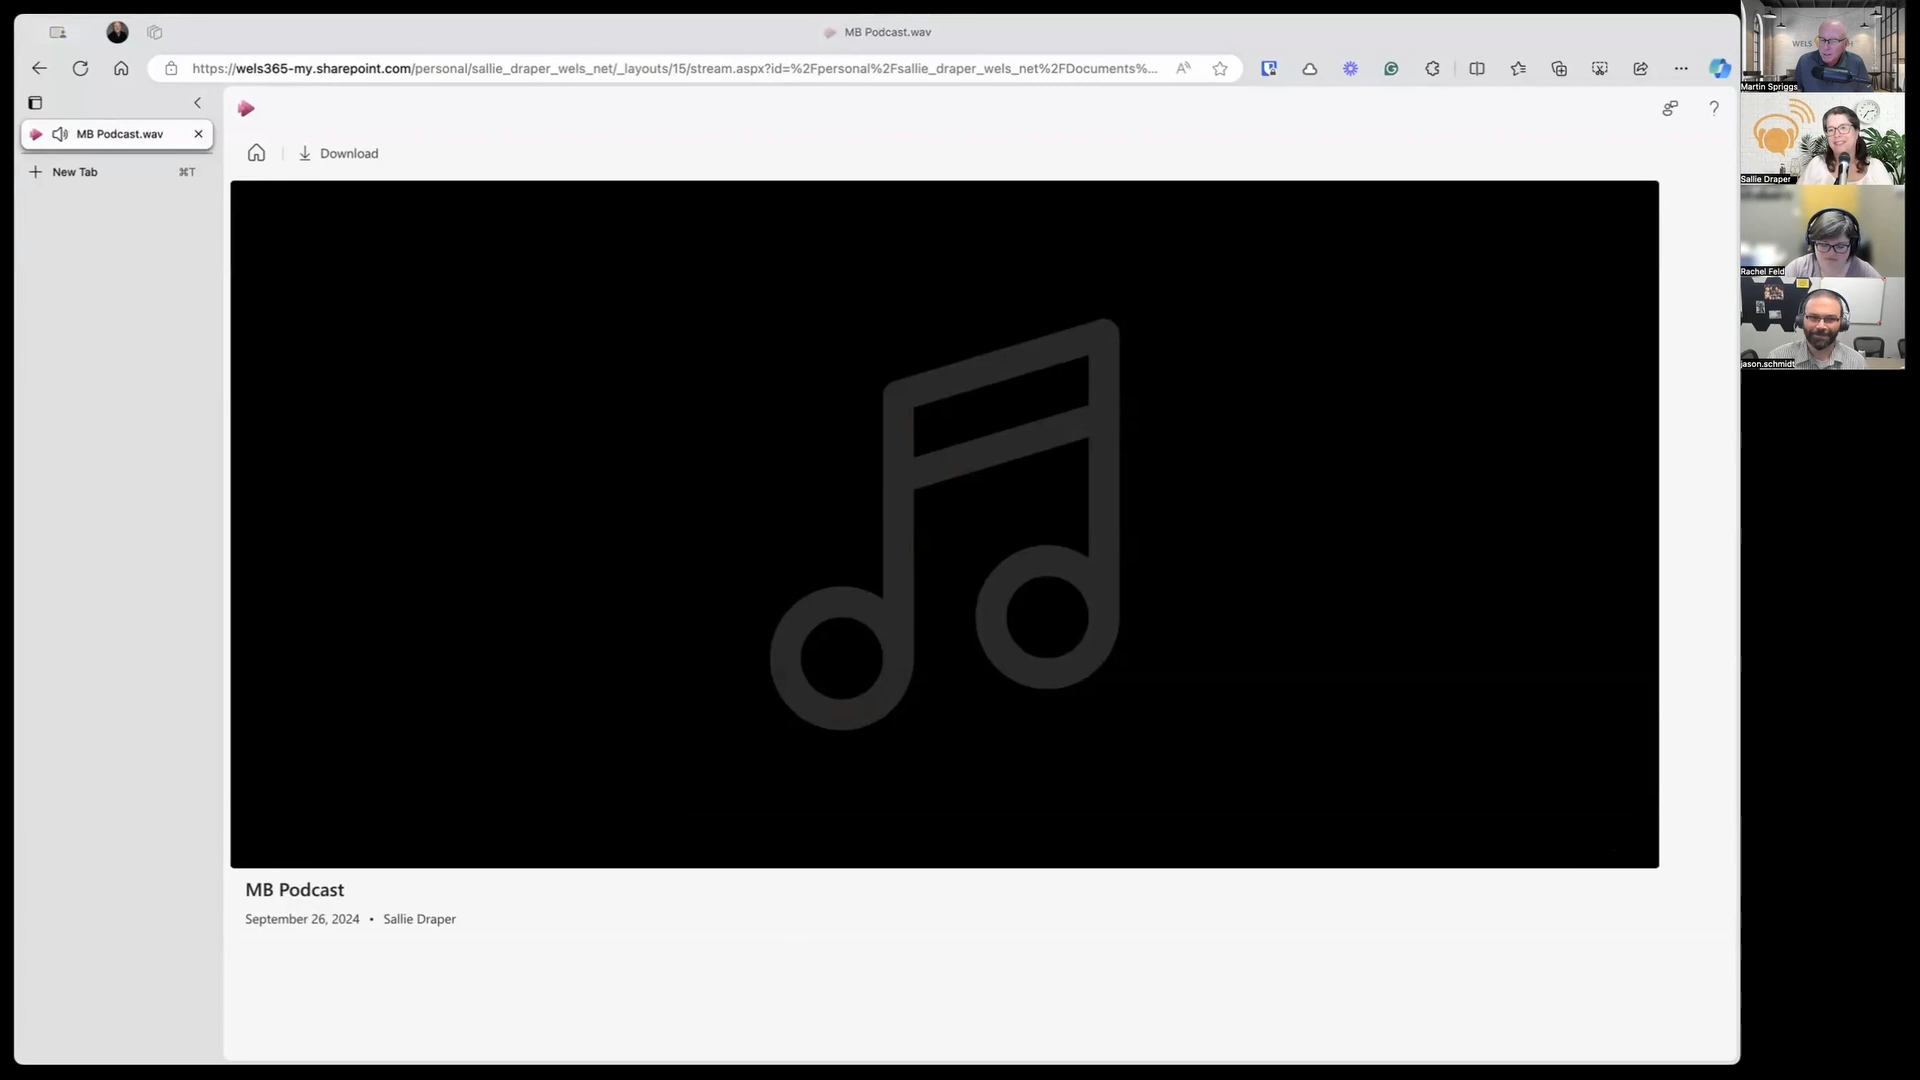 MB Podcast.wav
https://wels365-my.sharepoint.com/personal/sallie_draper_wels_net/_layouts/15/stream.aspx?id=%2Fpersonal%2Fsallie_draper_wels_net%2FDocuments%...
MB Podcast.wav
New Tab ⌘T
Download
MB Podcast
September 26, 2024 • Sallie Draper
WELS
Martin Spriggs
Sallie Draper
Rachel Feld
jason.schmidt